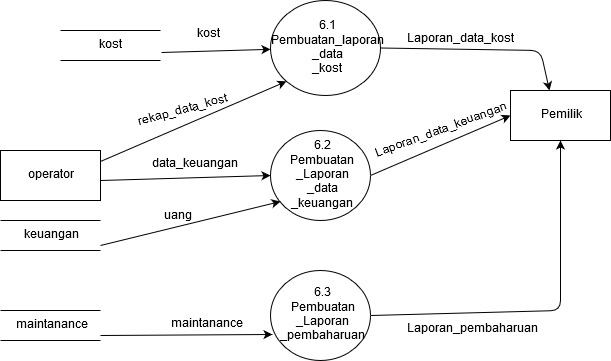 6.1
Pembuatan_laporan
_data
_kost
kost
kost
Laporan_data_kost
rekap_data_kost
Laporan_data_keuangan
Pemilik
operator
data_keuangan
6.2
Pembuatan
_Laporan
_data
_keuangan
uang
keuangan
6.3
Pembuatan
_Laporan
_pembaharuan
maintanance
maintanance
Laporan_pembaharuan